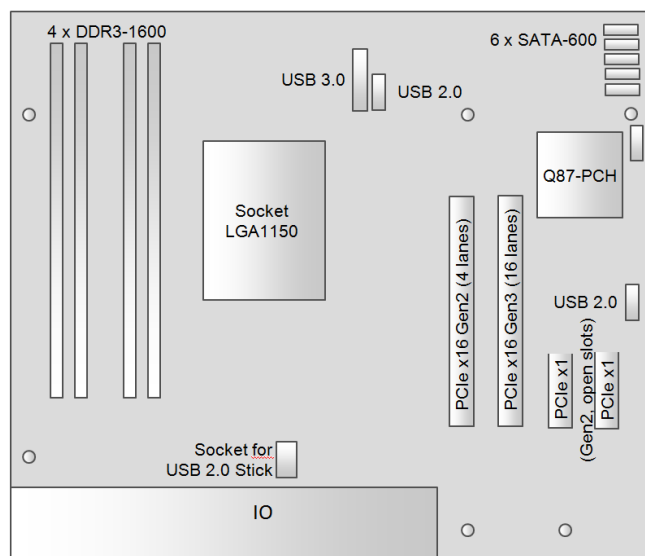 4 x DDR3-1600
6 x SATA-600
USB 3.0
USB 2.0
Q87-PCH
Socket
LGA1150
PCIe x16 Gen2 (4 lanes)
PCIe x16 Gen3 (16 lanes)
USB 2.0
PCIe x1
(Gen2, open slots)
PCIe x1
Socket for
USB 2.0 Stick
IO